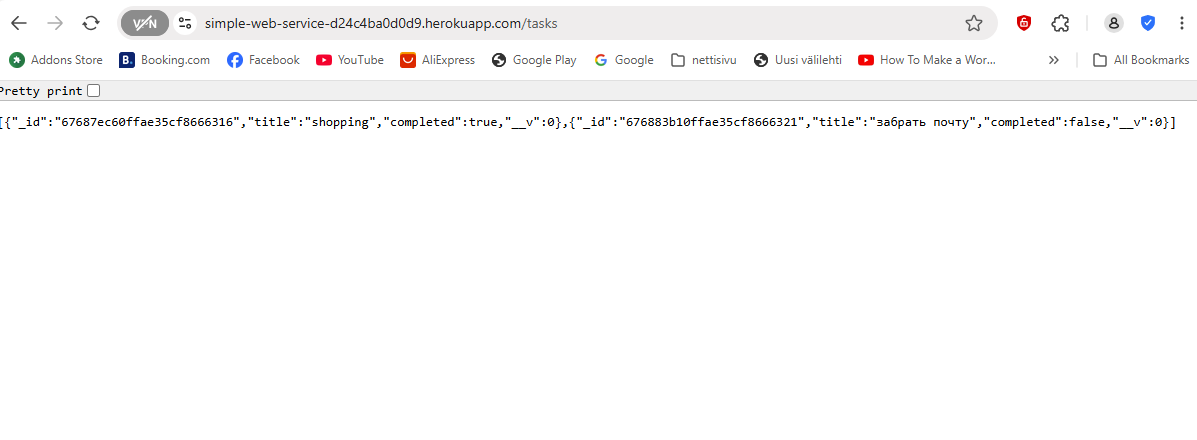 VPN simple-web-service-d24c4ba0d0d9.herokuapp.com/tasks
Addons Store B. Booking.com Facebook YouTube AliExpress Google Play G Google nettisivu Uusi välilehti How To Make a Wor... » All Bookmarks
Pretty print
[{"_id":"67687ec60ffae35cf8666316","title":"shopping","completed":true,"__v":0},{"_id":"676883b10ffae35cf8666321","title":"забрать почту","completed":false,"__v":0}]